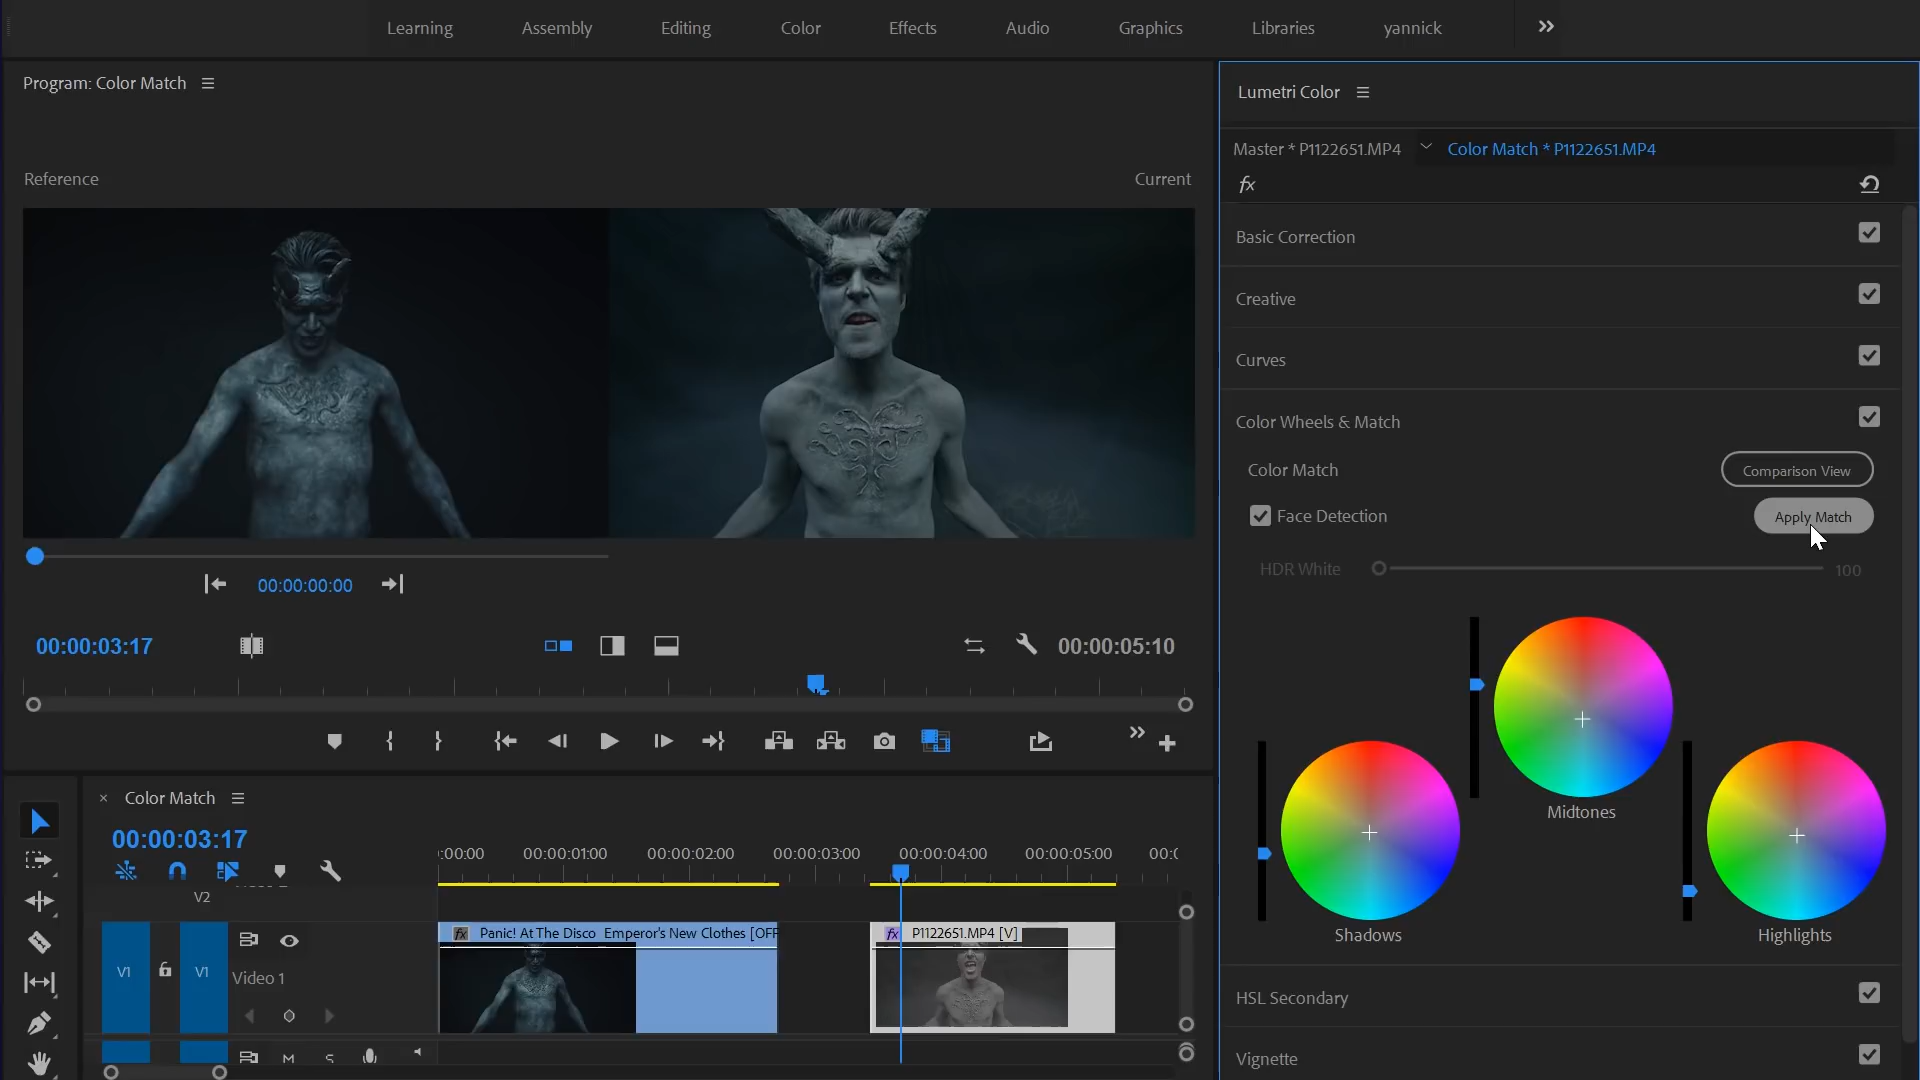 Learning Assembly Editing Color Effects Audio Graphics Libraries yannick
Program: Color Match
Reference
Current
00:00:00:00
00:00:03:17
00:00:05:10
Color Match
00:00:03:17
:00:00 00:00:01:00 00:00:02:00 00:00:03:00 00:00:04:00 00:00:05:00 00:0
V2
fx Panic! At The Disco Emperor's New Clothes [OFF
fx P1122651.MP4 [V]
V1 V1 Video 1
M S
Lumetri Color
Master * P1122651.MP4 Color Match * P1122651.MP4
fx
Basic Correction
Creative
Curves
Color Wheels & Match
Color Match Comparison View
Face Detection Apply Match
HDR White 100
Midtones
Shadows
Highlights
HSL Secondary
Vignette